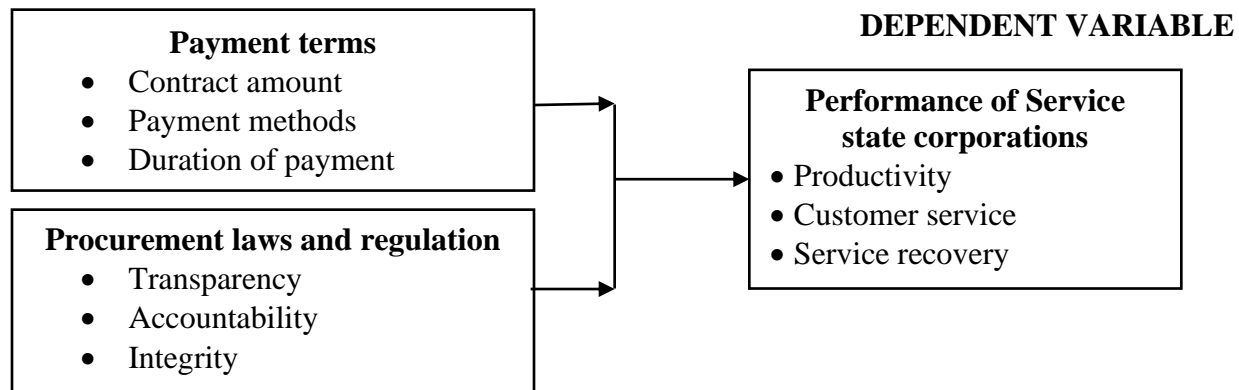 DEPENDENT VARIABLE
Payment terms
• Contract amount
• Payment methods
• Duration of payment
Procurement laws and regulation
• Transparency
• Accountability
• Integrity
Performance of Service
state corporations
• Productivity
• Customer service
• Service recovery